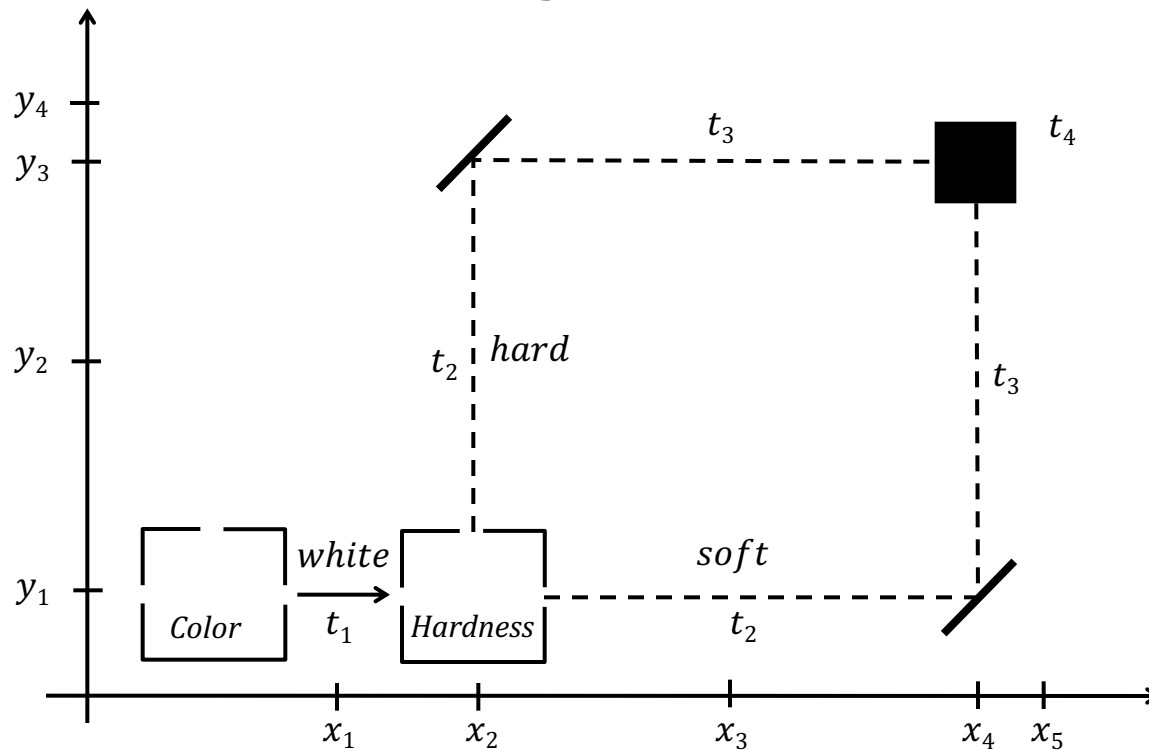 y₄
t₃
t₄
y₃
y₂
t₂
hard
t₃
white
soft
y₁
Color
t₁
Hardness
t₂
x₁
x₂
x₃
x₄
x₅